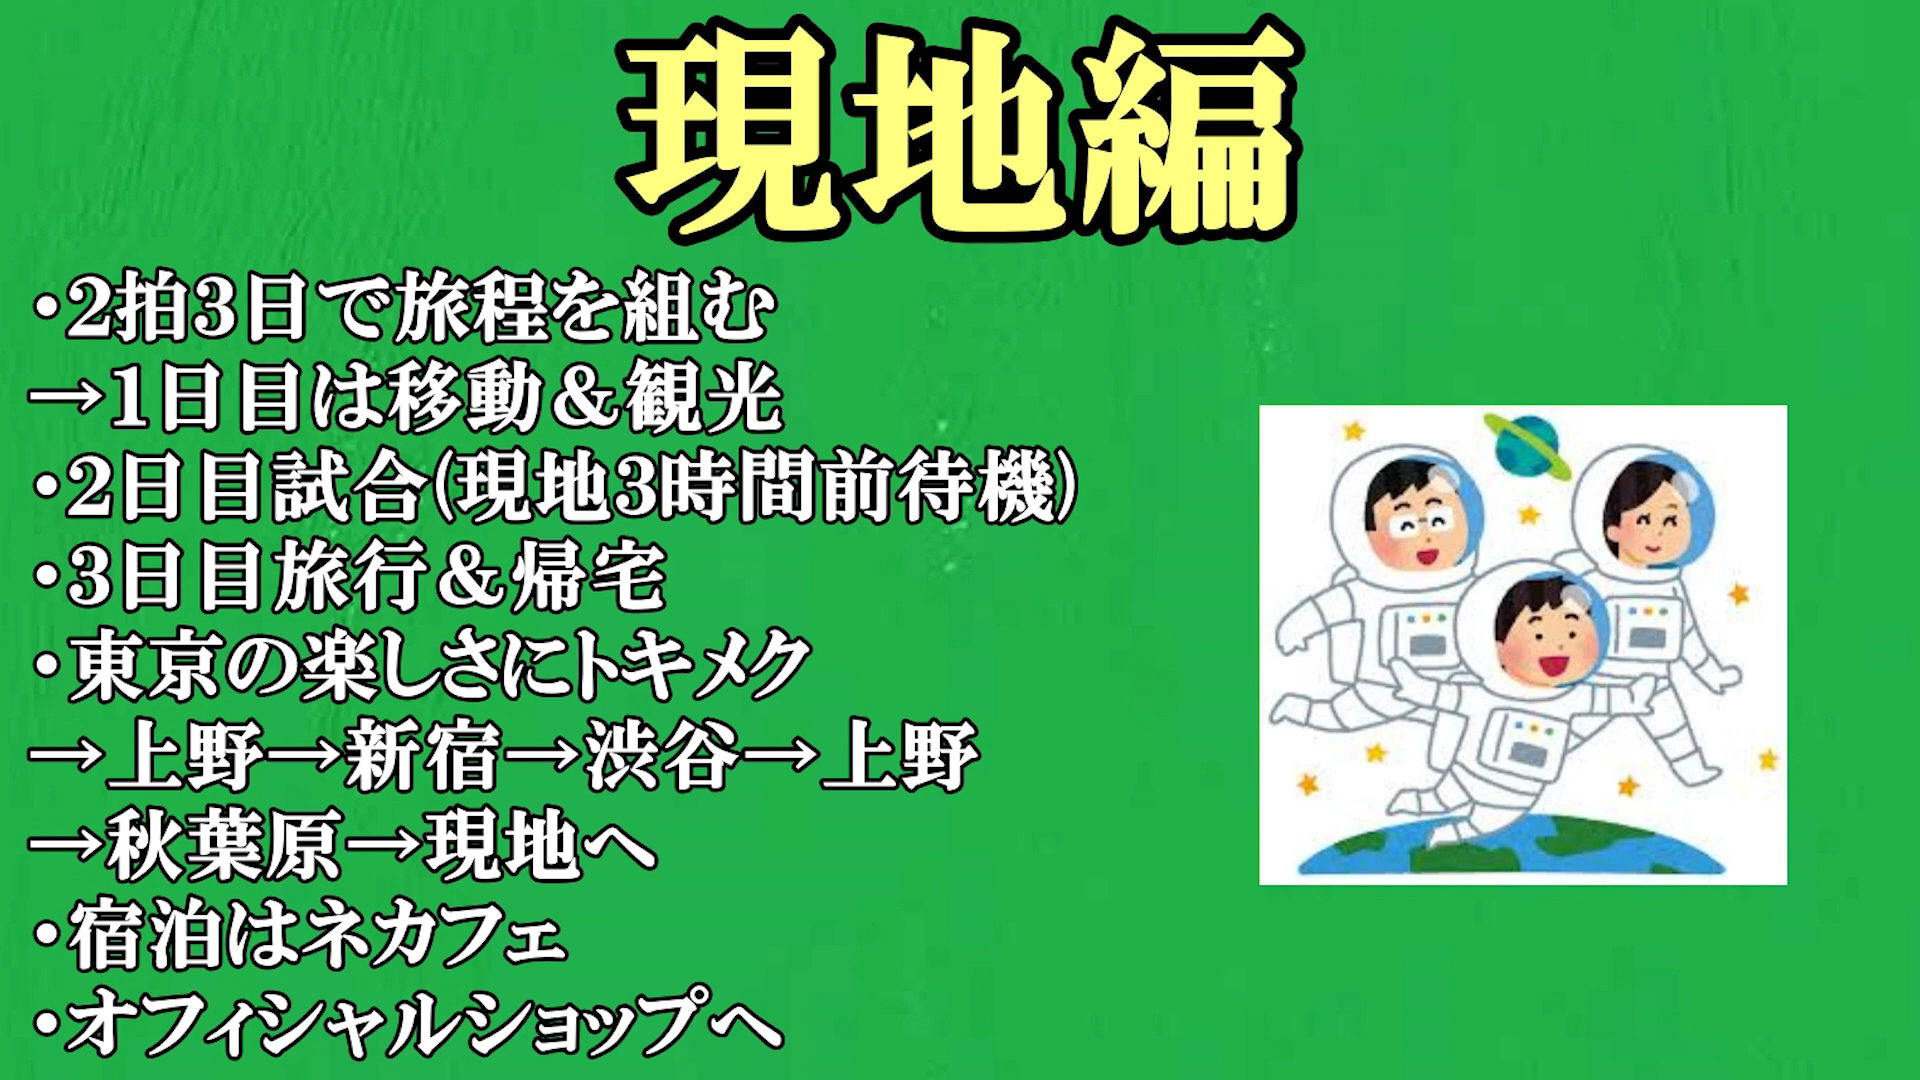 現地編
・2拍3日で旅程を組む
→1日目は移動＆観光
・2日目試合(現地3時間前待機)
・3日目旅行＆帰宅
・東京の楽しさにトキメク
→上野→新宿→渋谷→上野
→秋葉原→現地へ
・宿泊はネカフェ
・オフィシャルショップへ